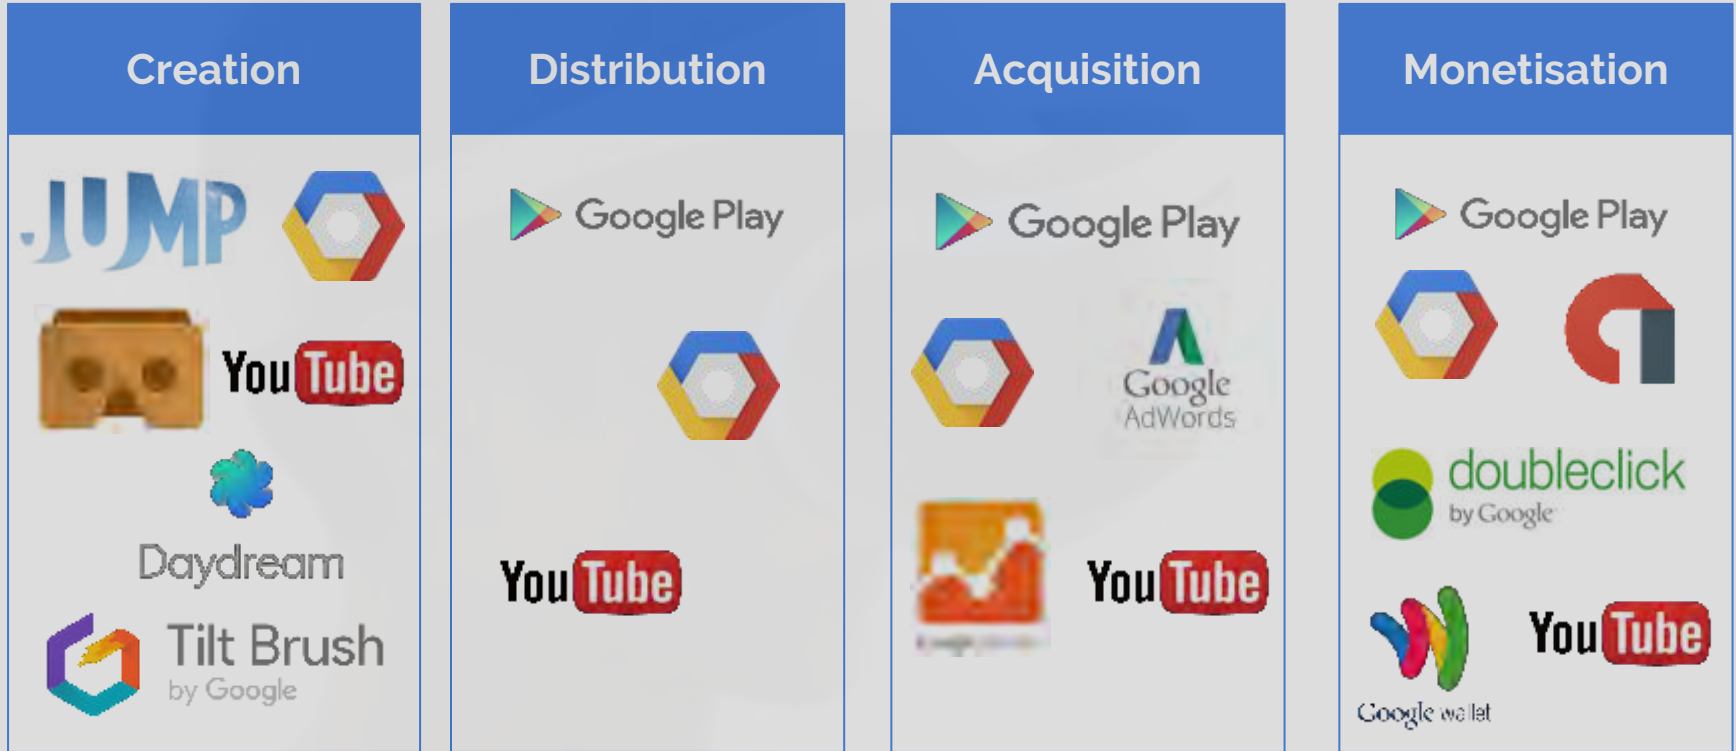 Creation
JUMP
YouTube
Daydream
Tilt Brush
by Google
Distribution
Google Play
YouTube
Acquisition
Google Play
Google
AdWords
YouTube
Monetisation
Google Play
doubleclick
by Google
Google wallet
YouTube